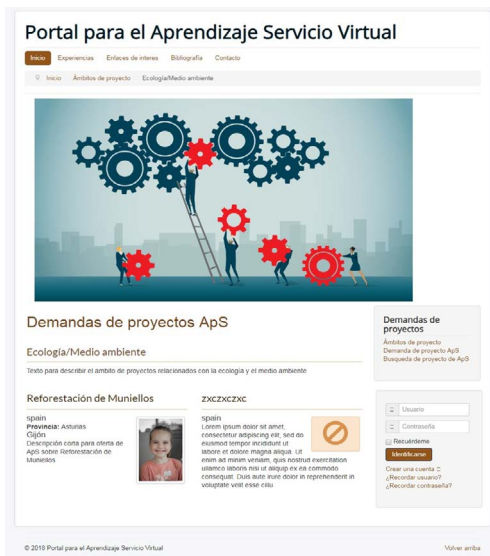 Portal para el Aprendizaje Servicio Virtual
Inicio Experiencias Enlaces de interes Bibliografía Contacto
Inicio Ámbitos de proyecto Ecología/Medio ambiente
Demandas de proyectos ApS
Ecología/Medio ambiente
Texto para describir el ambito de proyectos relacionados con la ecología y el medio ambiente
Reforestación de Muniellos
spain
Provincia: Asturias
Gijón
Descripción corta para oferta de
ApS sobre Reforestación de
Muniellos
zxczxczxc
spain
Lorem ipsum dolor sit amet,
consectetur adipiscing elit, sed do
eiusmod tempor incididunt ut
labore et dolore magna aliqua. Ut
enim ad minim veniam, quis nostrud exercitation
ullamco laboris nisi ut aliquip ex ea commodo
consequat. Duis aute irure dolor in reprehenderit in
voluptate velit esse cillu
Demandas de
proyectos
Ámbitos de proyecto
Demanda de proyecto ApS
Busqueda de proyecto de ApS
Usuario
Contraseña
Recuérdeme
Identificarse
Crear una cuenta
¿Recordar usuario?
¿Recordar contraseña?
© 2018 Portal para el Aprendizaje Servicio Virtual
Volver arriba